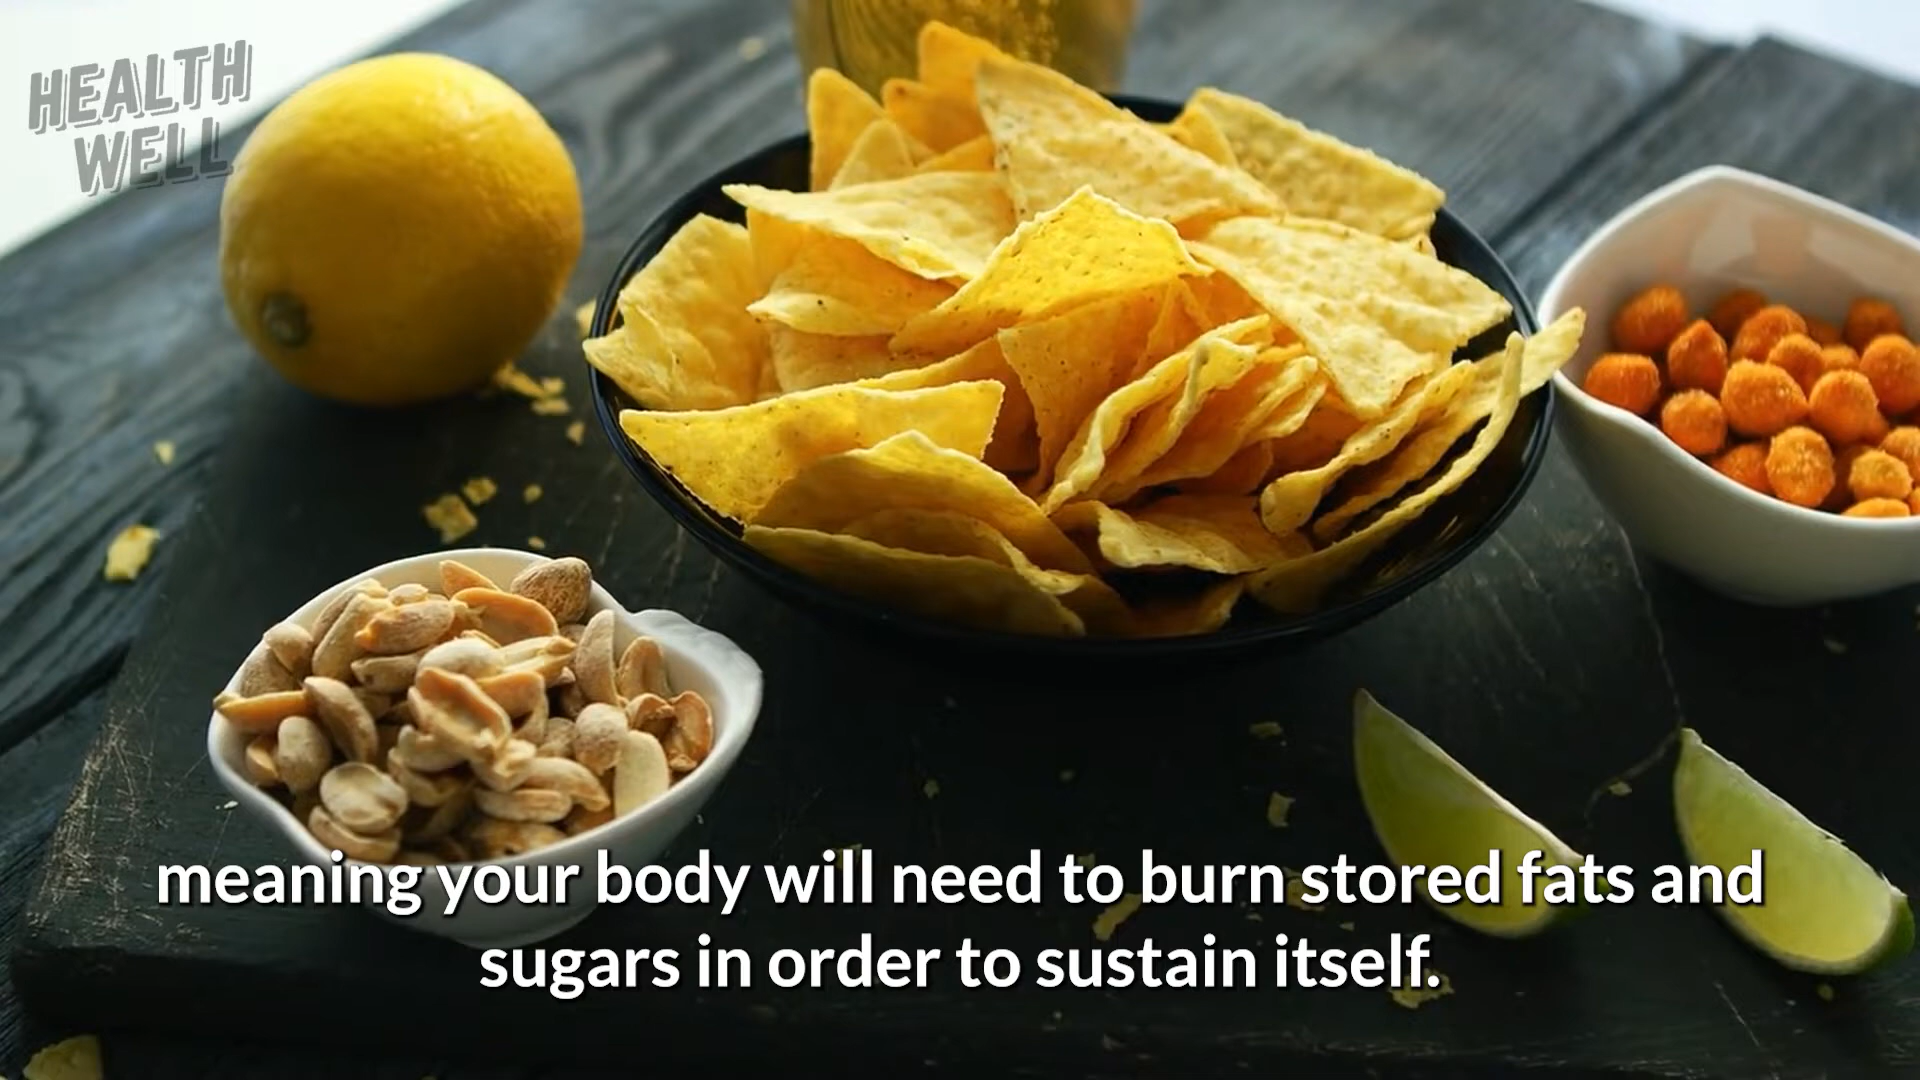 HEALTH
WELL
meaning your body will need to burn stored fats and
sugars in order to sustain itself.